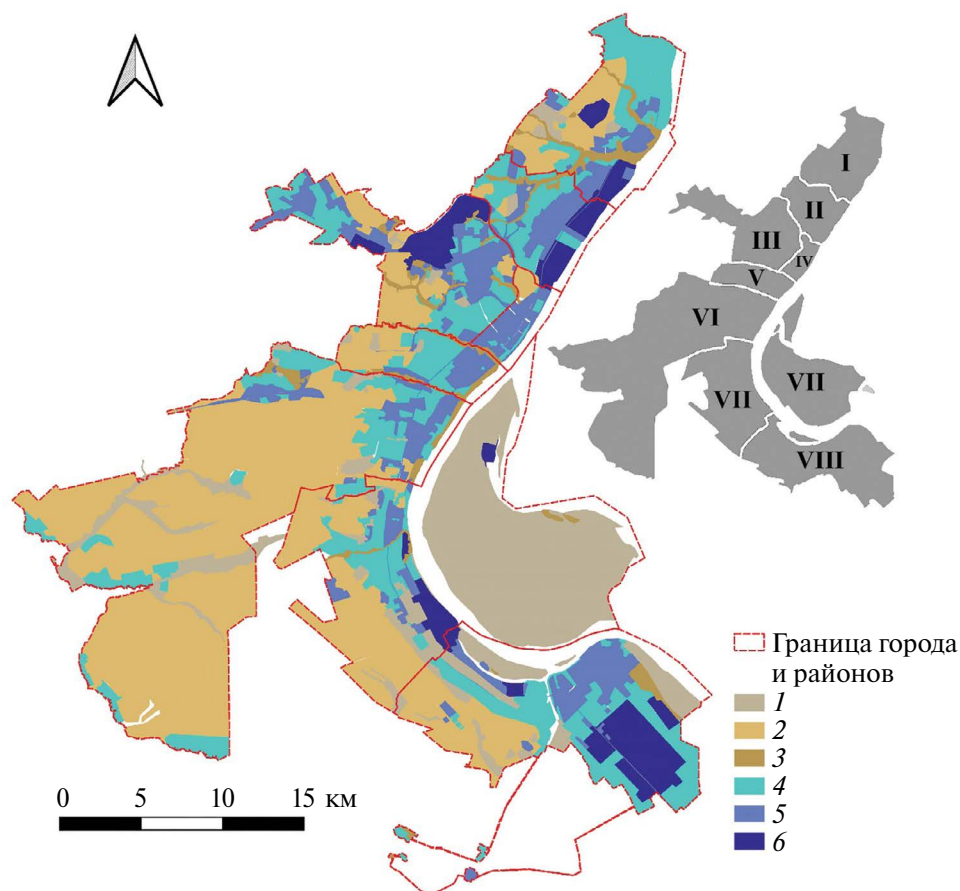 I
II
III
IV
V
VI
VII
VII
VIII
Граница города
и районов
1
2
3
4
5
6
0 5 10 15 км